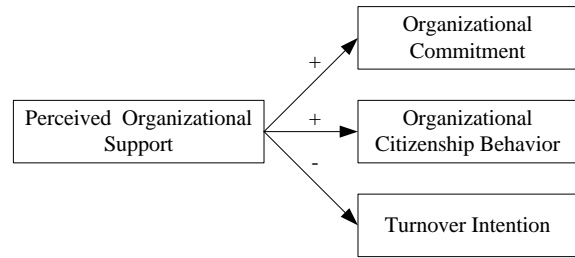 Organizational
Commitment
+
Perceived Organizational
Support
+
Organizational
Citizenship Behavior
-
Turnover Intention